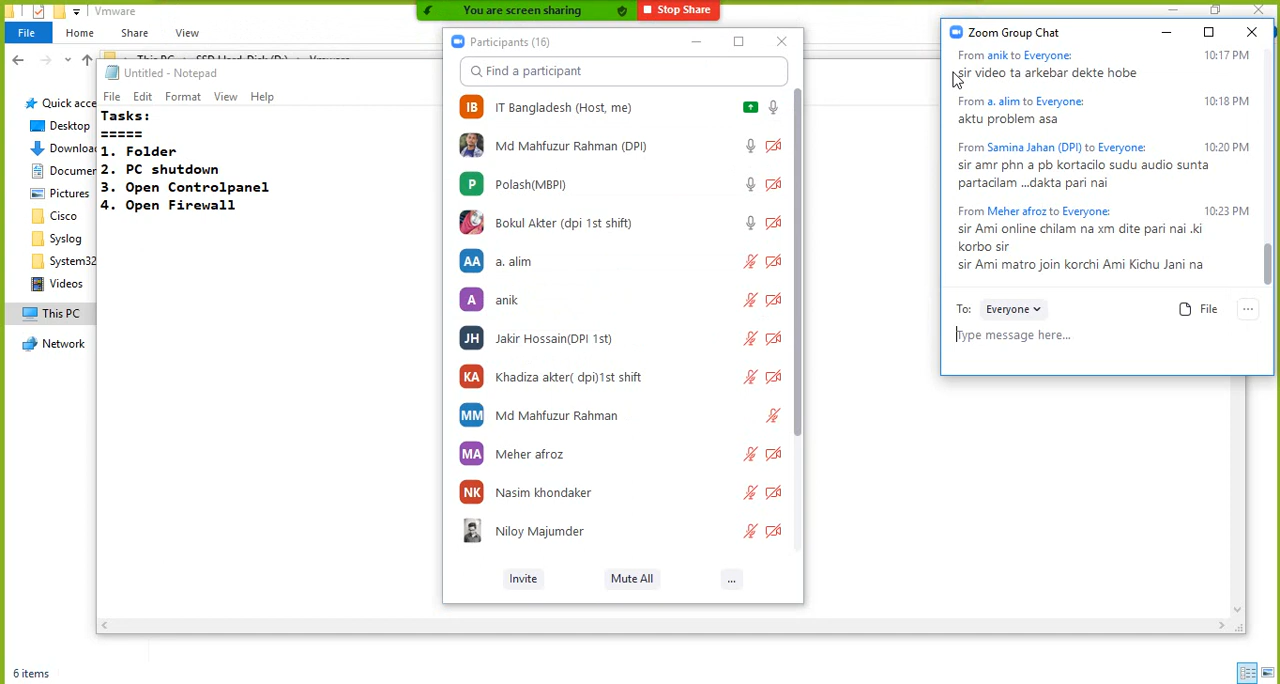 Vmware
You are screen sharing
Stop Share
File Home Share View
Untitled - Notepad
File Edit Format View Help
Tasks:
=====
1. Folder
2. PC shutdown
3. Open Controlpanel
4. Open Firewall
Quick acce
Desktop
Downloa
Documer
Pictures
Cisco
Syslog
System32
Videos
This PC
Network
6 items
Participants (16)
Find a participant
IB IT Bangladesh (Host, me)
Md Mahfuzur Rahman (DPI)
P Polash(MBPI)
Bokul Akter (dpi 1st shift)
AA a. alim
A anik
JH Jakir Hossain(DPI 1st)
KA Khadiza akter( dpi)1st shift
MM Md Mahfuzur Rahman
MA Meher afroz
NK Nasim khondaker
Niloy Majumder
Invite Mute All ...
Zoom Group Chat
From anik to Everyone: 10:17 PM
sir video ta arkebar dekte hobe
From a. alim to Everyone: 10:18 PM
aktu problem asa
From Samina Jahan (DPI) to Everyone: 10:20 PM
sir amr phn a pb kortacilo sudu audio sunta
partacilam ...dakta pari nai
From Meher afroz to Everyone: 10:23 PM
sir Ami online chilam na xm dite pari nai .ki
korbo sir
sir Ami matro join korchi Ami Kichu Jani na
To: Everyone File ...
Type message here...